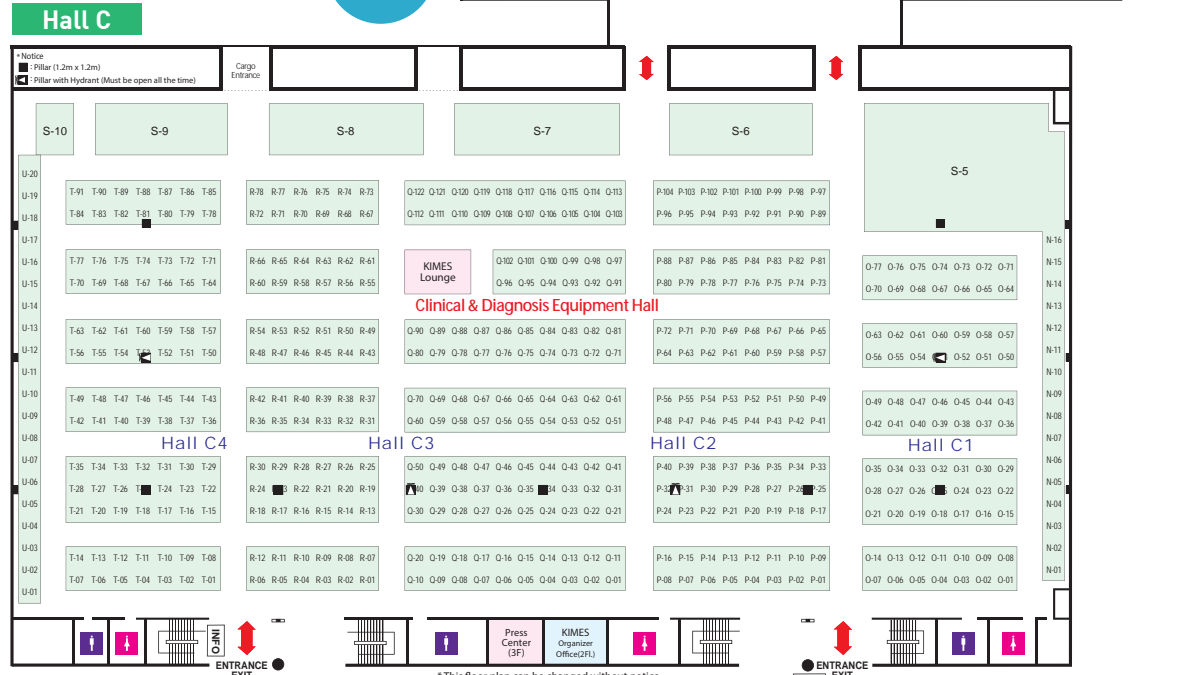 Hall C
*Notice
: Pillar (1.2m x 1.2m)
: Pillar with Hydrant (Must be open all the time)
Cargo
Entrance
S-10 S-9 S-8 S-7 S-6
S-5
U-20
U-19
U-18
U-17
U-16
U-15
U-14
U-13
U-12
U-11
U-10
U-09
U-08
U-07
U-06
U-05
U-04
U-03
U-02
U-01
T-91 T-90 T-89 T-88 T-87 T-86 T-85
T-84 T-83 T-82 T-81 T-80 T-79 T-78
R-78 R-77 R-76 R-75 R-74 R-73
R-72 R-71 R-70 R-69 R-68 R-67
Q-122 Q-121 Q-120 Q-119 Q-118 Q-117 Q-116 Q-115 Q-114 Q-113
Q-112 Q-111 Q-110 Q-109 Q-108 Q-107 Q-106 Q-105 Q-104 Q-103
P-104 P-103 P-102 P-101 P-100 P-99 P-98 P-97
P-96 P-95 P-94 P-93 P-92 P-91 P-90 P-89
T-77 T-76 T-75 T-74 T-73 T-72 T-71
T-70 T-69 T-68 T-67 T-66 T-65 T-64
R-66 R-65 R-64 R-63 R-62 R-61
R-60 R-59 R-58 R-57 R-56 R-55
KIMES
Lounge
Q-102 Q-101 Q-100 Q-99 Q-98 Q-97
Q-96 Q-95 Q-94 Q-93 Q-92 Q-91
P-88 P-87 P-86 P-85 P-84 P-83 P-82 P-81
P-80 P-79 P-78 P-77 P-76 P-75 P-74 P-73
O-77 O-76 O-75 O-74 O-73 O-72 O-71
O-70 O-69 O-68 O-67 O-66 O-65 O-64
Clinical & Diagnosis Equipment Hall
T-63 T-62 T-61 T-60 T-59 T-58 T-57
T-56 T-55 T-54 T-52 T-51 T-50
R-54 R-53 R-52 R-51 R-50 R-49
R-48 R-47 R-46 R-45 R-44 R-43
Q-90 Q-89 Q-88 Q-87 Q-86 Q-85 Q-84 Q-83 Q-82 Q-81
Q-80 Q-79 Q-78 Q-77 Q-76 Q-75 Q-74 Q-73 Q-72 Q-71
P-72 P-71 P-70 P-69 P-68 P-67 P-66 P-65
P-64 P-63 P-62 P-61 P-60 P-59 P-58 P-57
O-63 O-62 O-61 O-60 O-59 O-58 O-57
O-56 O-55 O-54 O-52 O-51 O-50
T-49 T-48 T-47 T-46 T-45 T-44 T-43
T-42 T-41 T-40 T-39 T-38 T-37 T-36
R-42 R-41 R-40 R-39 R-38 R-37
R-36 R-35 R-34 R-33 R-32 R-31
Q-70 Q-69 Q-68 Q-67 Q-66 Q-65 Q-64 Q-63 Q-62 Q-61
Q-60 Q-59 Q-58 Q-57 Q-56 Q-55 Q-54 Q-53 Q-52 Q-51
P-56 P-55 P-54 P-53 P-52 P-51 P-50 P-49
P-48 P-47 P-46 P-45 P-44 P-43 P-42 P-41
O-49 O-48 O-47 O-46 O-45 O-44 O-43
O-42 O-41 O-40 O-39 O-38 O-37 O-36
Hall C4 Hall C3 Hall C2 Hall C1
T-35 T-34 T-33 T-32 T-31 T-30 T-29
T-28 T-27 T-26 T-24 T-23 T-22
T-21 T-20 T-19 T-18 T-17 T-16 T-15
R-30 R-29 R-28 R-27 R-26 R-25
R-24 R-22 R-21 R-20 R-19
R-18 R-17 R-16 R-15 R-14 R-13
Q-50 Q-49 Q-48 Q-47 Q-46 Q-45 Q-44 Q-43 Q-42 Q-41
Q-39 Q-38 Q-37 Q-36 Q-35 Q-33 Q-32 Q-31
Q-30 Q-29 Q-28 Q-27 Q-26 Q-25 Q-24 Q-23 Q-22 Q-21
P-40 P-39 P-38 P-37 P-36 P-35 P-34 P-33
P-32 P-31 P-30 P-29 P-28 P-27 P-26 P-25
P-24 P-23 P-22 P-21 P-20 P-19 P-18 P-17
O-35 O-34 O-33 O-32 O-31 O-30 O-29
O-28 O-27 O-26 O-24 O-23 O-22
O-21 O-20 O-19 O-18 O-17 O-16 O-15
T-14 T-13 T-12 T-11 T-10 T-09 T-08
T-07 T-06 T-05 T-04 T-03 T-02 T-01
R-12 R-11 R-10 R-09 R-08 R-07
R-06 R-05 R-04 R-03 R-02 R-01
Q-20 Q-19 Q-18 Q-17 Q-16 Q-15 Q-14 Q-13 Q-12 Q-11
Q-10 Q-09 Q-08 Q-07 Q-06 Q-05 Q-04 Q-03 Q-02 Q-01
P-16 P-15 P-14 P-13 P-12 P-11 P-10 P-09
P-08 P-07 P-06 P-05 P-04 P-03 P-02 P-01
O-14 O-13 O-12 O-11 O-10 O-09 O-08
O-07 O-06 O-05 O-04 O-03 O-02 O-01
N-16
N-15
N-14
N-13
N-12
N-11
N-10
N-09
N-08
N-07
N-06
N-05
N-04
N-03
N-02
N-01
INFO
Press
Center
(3F)
KIMES
Organizer
Office(2Fl.)
ENTRANCE
EXIT
ENTRANCE
EXIT
*This floor plan can be changed without notice